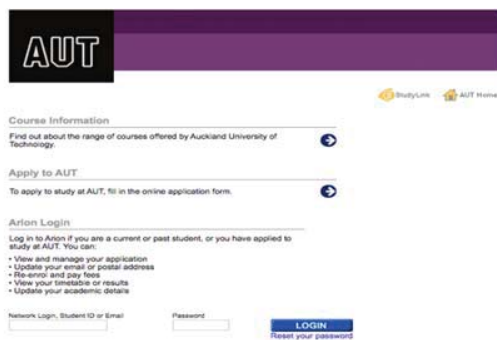 AUT
StudyLink AUT Home
Course Information
Find out about the range of courses offered by Auckland University of
Technology.
Apply to AUT
To apply to study at AUT, fill in the online application form.
Arion Login
Log in to Arion if you are a current or past student, or you have applied to
study at AUT. You can:
• View and manage your application
• Update your email or postal address
• Re-enrol and pay fees
• View your timetable or results
• Update your academic details
Network Login, Student ID or Email Password
LOGIN
Reset your password